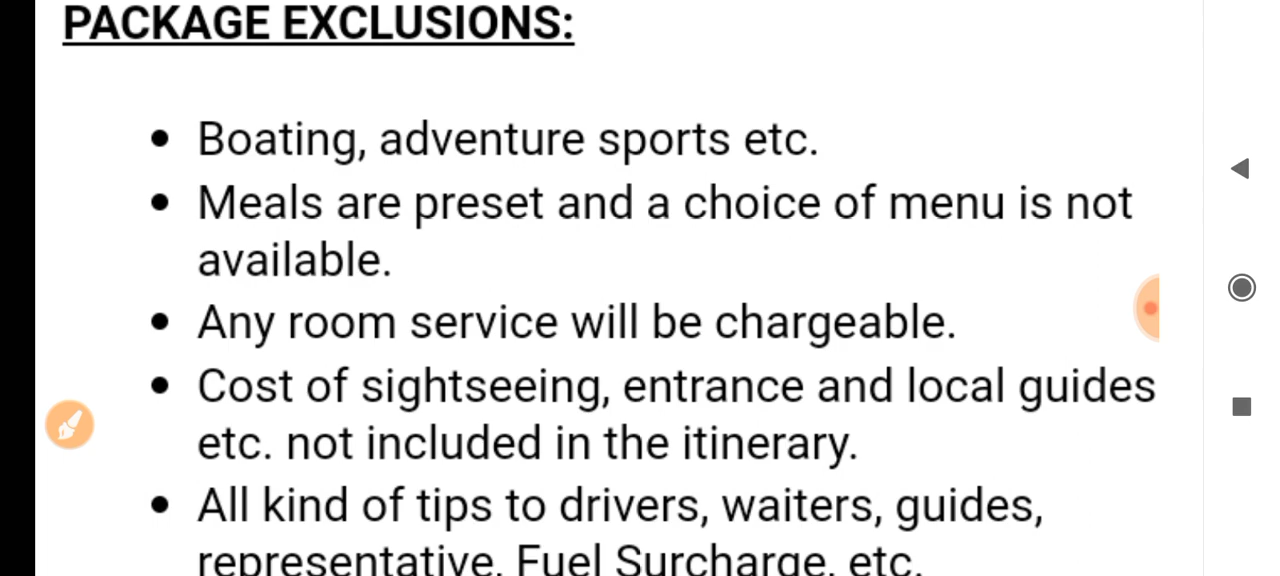 PACKAGE EXCLUSIONS:
• Boating, adventure sports etc.
• Meals are preset and a choice of menu is not
available.
• Any room service will be chargeable.
• Cost of sightseeing, entrance and local guides
etc. not included in the itinerary.
• All kind of tips to drivers, waiters, guides,
representative, Fuel Surcharge, etc.